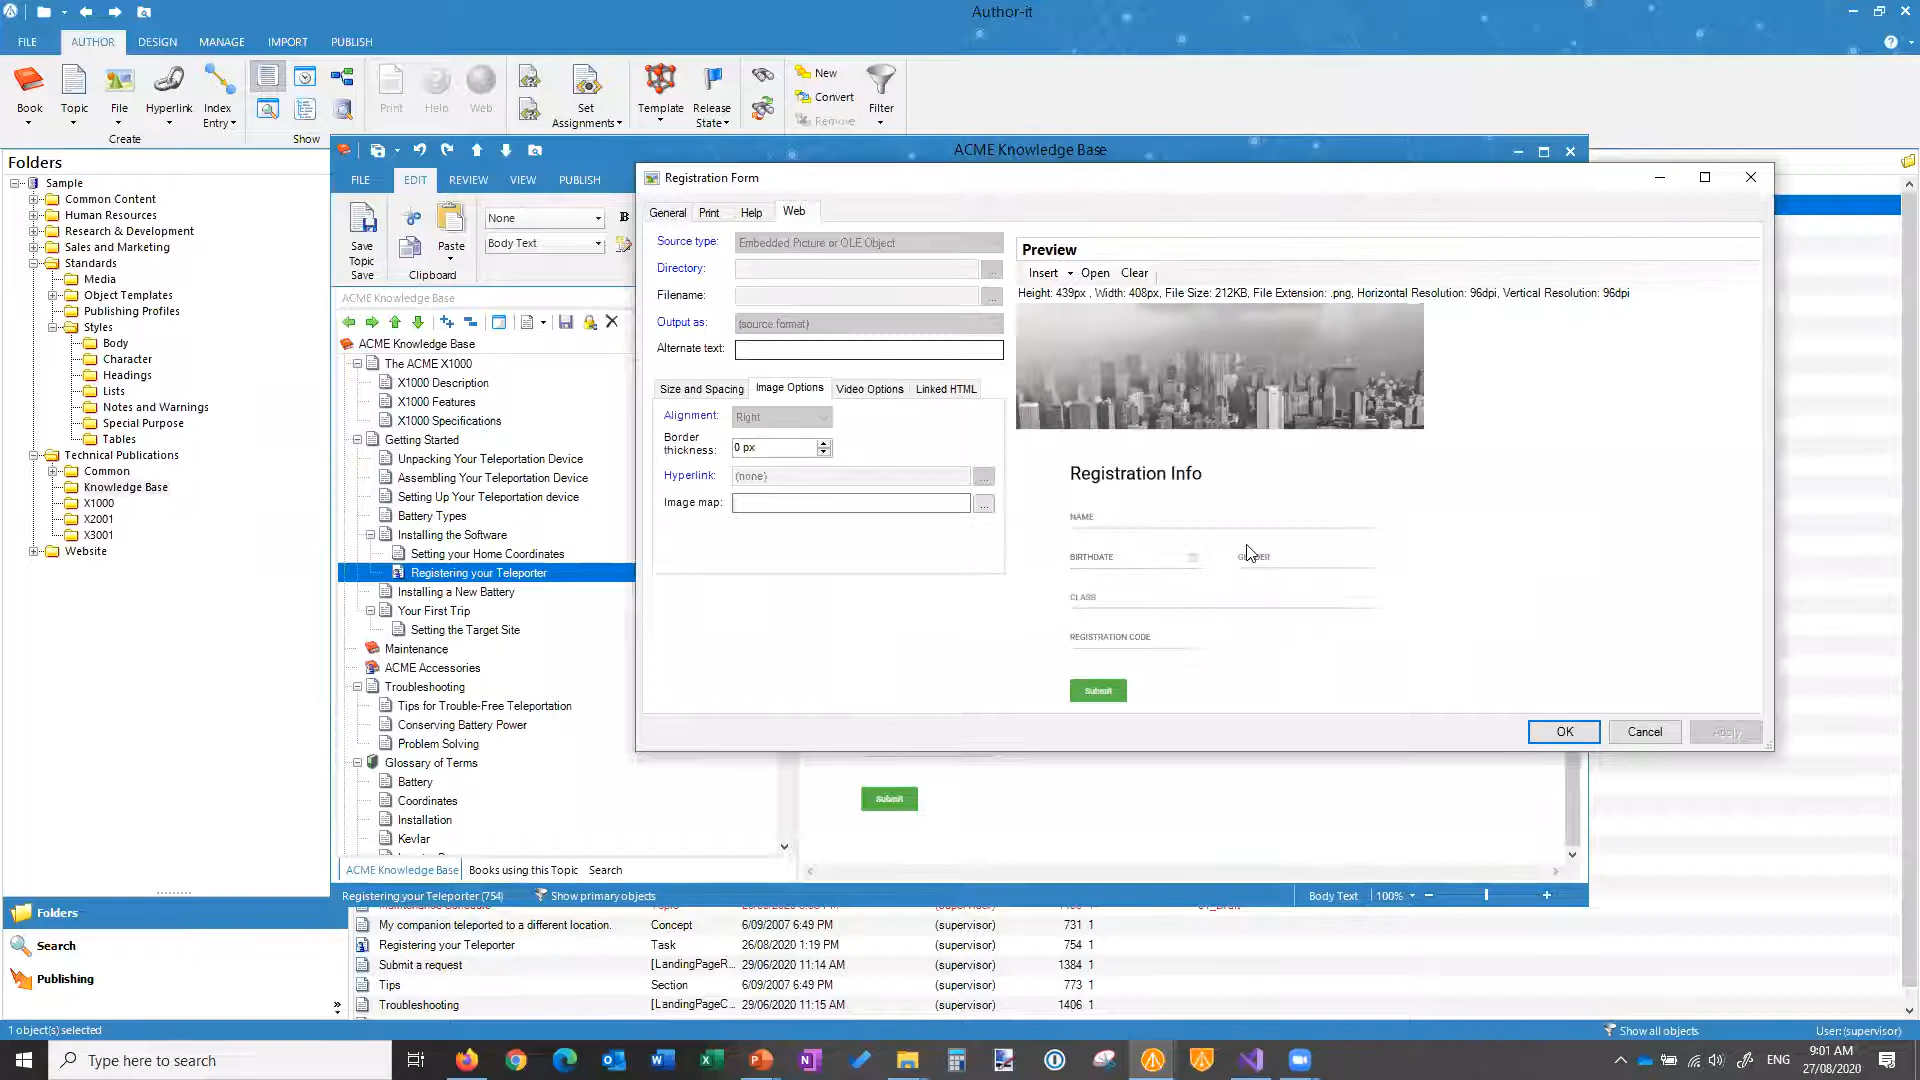 Author-it
FILE AUTHOR DESIGN MANAGE IMPORT PUBLISH
Book Topic File Hyperlink Index Entry
Create
Show
Print Help Web
Set Assignments
Template Release State
New
Convert
Remove
Filter
Folders
Sample
Common Content
Human Resources
Research & Development
Sales and Marketing
Standards
Media
Object Templates
Publishing Profiles
Styles
Body
Character
Headings
Lists
Notes and Warnings
Special Purpose
Tables
Technical Publications
Common
Knowledge Base
X1000
X2001
X3001
Website
Folders
Search
Publishing
ACME Knowledge Base
FILE EDIT REVIEW VIEW PUBLISH
Save Topic
Save
Paste
Clipboard
None
Body Text
B
ACME Knowledge Base
ACME Knowledge Base
The ACME X1000
X1000 Description
X1000 Features
X1000 Specifications
Getting Started
Unpacking Your Teleportation Device
Assembling Your Teleportation Device
Setting Up Your Teleportation device
Battery Types
Installing the Software
Setting your Home Coordinates
Registering your Teleporter
Installing a New Battery
Your First Trip
Setting the Target Site
Maintenance
ACME Accessories
Troubleshooting
Tips for Trouble-Free Teleportation
Conserving Battery Power
Problem Solving
Glossary of Terms
Battery
Coordinates
Installation
Kevlar
ACME Knowledge Base Books using this Topic Search
Registering your Teleporter (754) Show primary objects
Body Text 100%
Submit
Registration Form
General Print Help Web
Source type: Embedded Picture or OLE Object
Directory: ...
Filename: ...
Output as: (source format)
Alternate text:
Size and Spacing Image Options Video Options Linked HTML
Alignment: Right
Border thickness: 0 px
Hyperlink: (none) ...
Image map: ...
Preview
Insert Open Clear
Height: 439px , Width: 408px, File Size: 212KB, File Extension: .png, Horizontal Resolution: 96dpi, Vertical Resolution: 96dpi
Registration Info
NAME
BIRTHDATE
CLASS
REGISTRATION CODE
Submit
OK Cancel Apply
My companion teleported to a different location. Concept 6/09/2007 6:49 PM (supervisor) 731 1
Registering your Teleporter Task 26/08/2020 1:19 PM (supervisor) 754 1
Submit a request [LandingPageR... 29/06/2020 11:14 AM (supervisor) 1384 1
Tips Section 6/09/2007 6:49 PM (supervisor) 773 1
Troubleshooting [LandingPageC... 29/06/2020 11:15 AM (supervisor) 1406 1
1 object(s) selected
Show all objects
User: (supervisor)
Type here to search
ENG
9:01 AM
27/08/2020